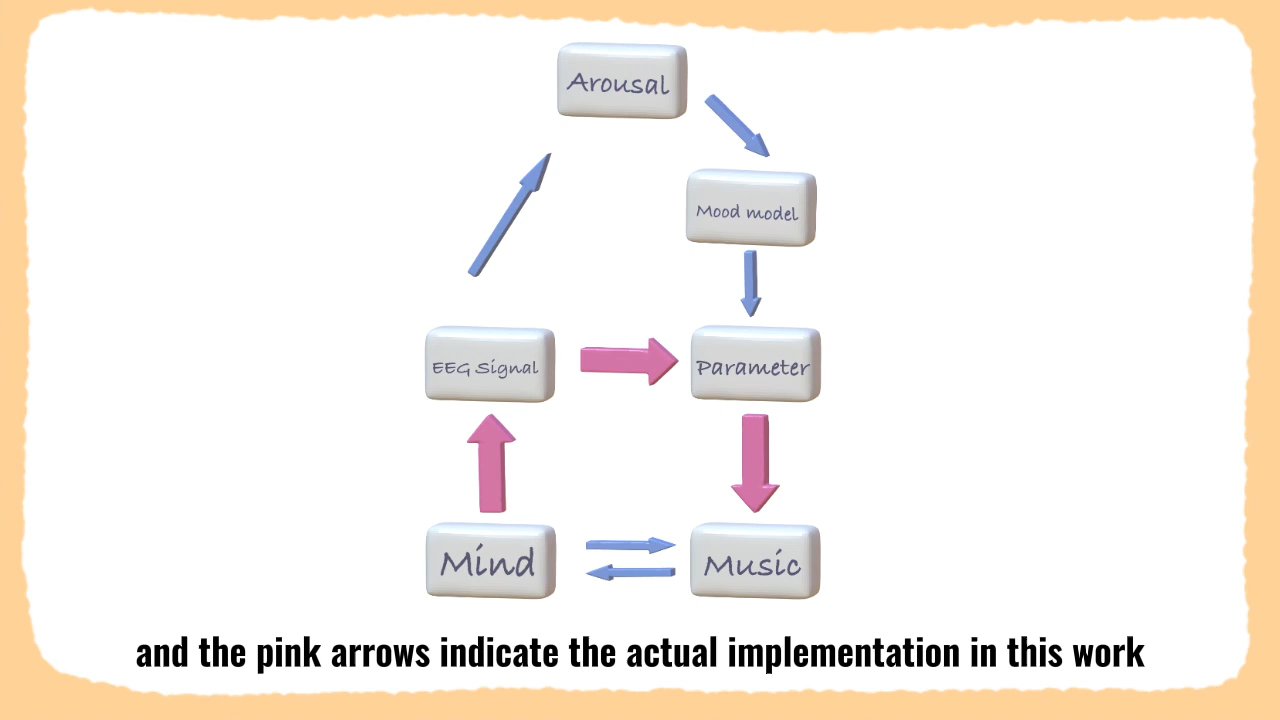 Arousal
Mood model
EEG Signal
Parameter
Mind
Music
and the pink arrows indicate the actual implementation in this work